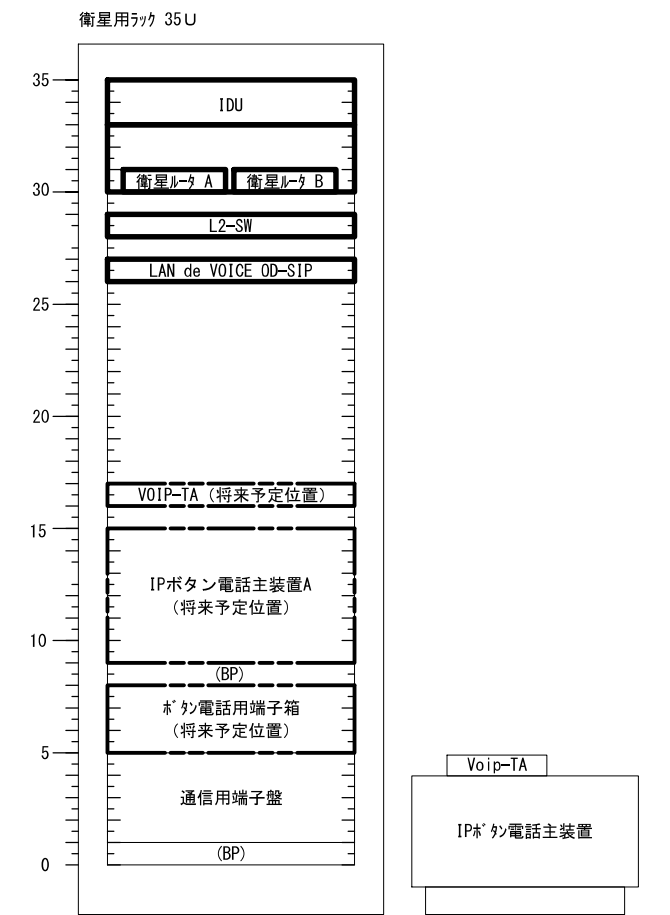 衛星用ﾗｯｸ 35U
35
IDU
衛星ﾙｰﾀ A
衛星ﾙｰﾀ B
30
L2-SW
LAN de VOICE OD-SIP
25
20
VOIP-TA (将来予定位置)
15
IPボタン電話主装置A
(将来予定位置)
10
(BP)
ﾎﾞﾀﾝ電話用端子箱
(将来予定位置)
5
通信用端子盤
(BP)
0
Voip-TA
IPﾎﾞﾀﾝ電話主装置